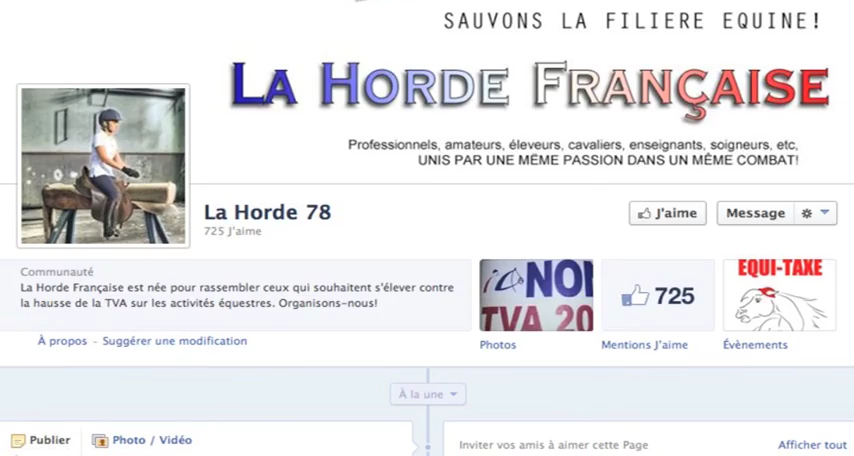 SAUVONS LA FILIERE EQUINE!
LA HORDE FRANÇAISE
Professionnels, amateurs, éleveurs, cavaliers, enseignants, soigneurs, etc,
UNIS PAR UNE MËME PASSION DANS UN MÊME COMBAT!
La Horde 78
725 J'aime
J'aime
Message
Communauté
La Horde Française est née pour rassembler ceux qui souhaitent s'élever contre
la hausse de la TVA sur les activités équestres. Organisons-nous!
À propos - Suggérer une modification
NON
TVA 20
Photos
725
Mentions J'aime
EQUI-TAXE
Évènements
À la une
Publier
Photo / Vidéo
Inviter vos amis à aimer cette Page
Afficher tout